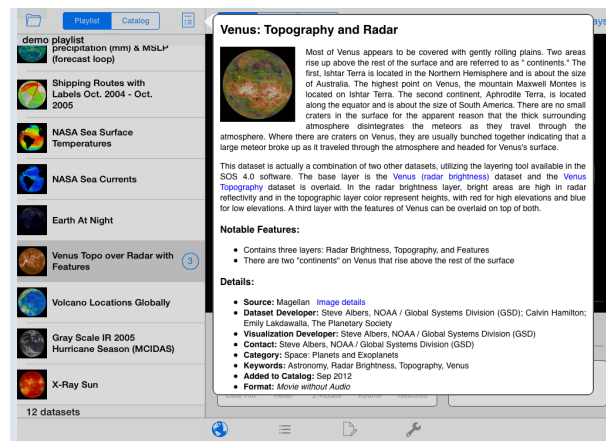 Playlist
Catalog
demo playlist
precipitation (mm) & MSLP
(forecast loop)
Shipping Routes with
Labels Oct. 2004 - Oct.
2005
NASA Sea Surface
Temperatures
NASA Sea Currents
Earth At Night
Venus Topo over Radar with
Features
3
Volcano Locations Globally
Gray Scale IR 2005
Hurricane Season (MCIDAS)
X-Ray Sun
12 datasets
Venus: Topography and Radar
Most of Venus appears to be covered with gently rolling plains. Two areas
rise up above the rest of the surface and are referred to as " continents." The
first, Ishtar Terra is located in the Northern Hemisphere and is about the size
of Australia. The highest point on Venus, the mountain Maxwell Montes is
located on Ishtar Terra. The second continent, Aphrodite Terra, is located
along the equator and is about the size of South America. There are no small
craters in the surface for the apparent reason that the thick surrounding
atmosphere disintegrates the meteors as they travel through the
atmosphere. Where there are craters on Venus, they are usually bunched together indicating that a
large meteor broke up as it traveled through the atmosphere and headed for Venus's surface.
This dataset is actually a combination of two other datasets, utilizing the layering tool available in the
SOS 4.0 software. The base layer is the Venus (radar brightness) dataset and the Venus
Topography dataset is overlaid. In the radar brightness layer, bright areas are high in radar
reflectivity and in the topographic layer color represent heights, with red for high elevations and blue
for low elevations. A third layer with the features of Venus can be overlaid on top of both.
Notable Features:
• Contains three layers: Radar Brightness, Topography, and Features
• There are two "continents" on Venus that rise above the rest of the surface
Details:
• Source: Magellan Image details
• Dataset Developer: Steve Albers, NOAA / Global Systems Division (GSD); Calvin Hamilton;
Emily Lakdawalla, The Planetary Society
• Visualization Developer: Steve Albers, NOAA / Global Systems Division (GSD)
• Contact: Steve Albers, NOAA / Global Systems Division (GSD)
• Category: Space: Planets and Exoplanets
• Keywords: Astronomy, Radar Brightness, Topography, Venus
• Added to Catalog: Sep 2012
• Format: Movie without Audio